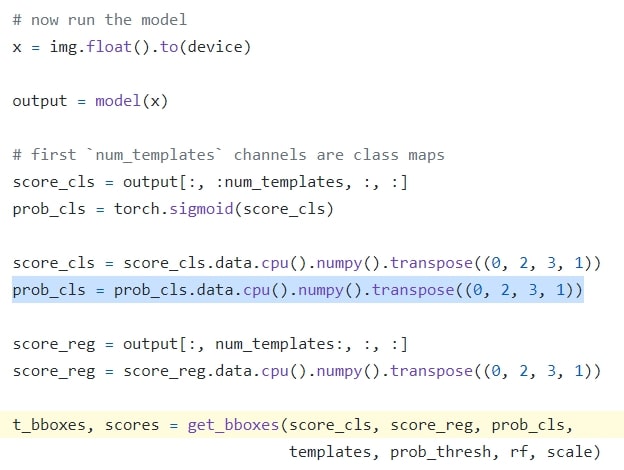 # now run the model
x = img.float().to(device)
output = model(x)
# first `num_templates` channels are class maps
score_cls = output[:, :num_templates, :, :]
prob_cls = torch.sigmoid(score_cls)
score_cls = score_cls.data.cpu().numpy().transpose((0, 2, 3, 1))
prob_cls = prob_cls.data.cpu().numpy().transpose((0, 2, 3, 1))
score_reg = output[:, num_templates:, :, :]
score_reg = score_reg.data.cpu().numpy().transpose((0, 2, 3, 1))
t_bboxes, scores = get_bboxes(score_cls, score_reg, prob_cls,
templates, prob_thresh, rf, scale)